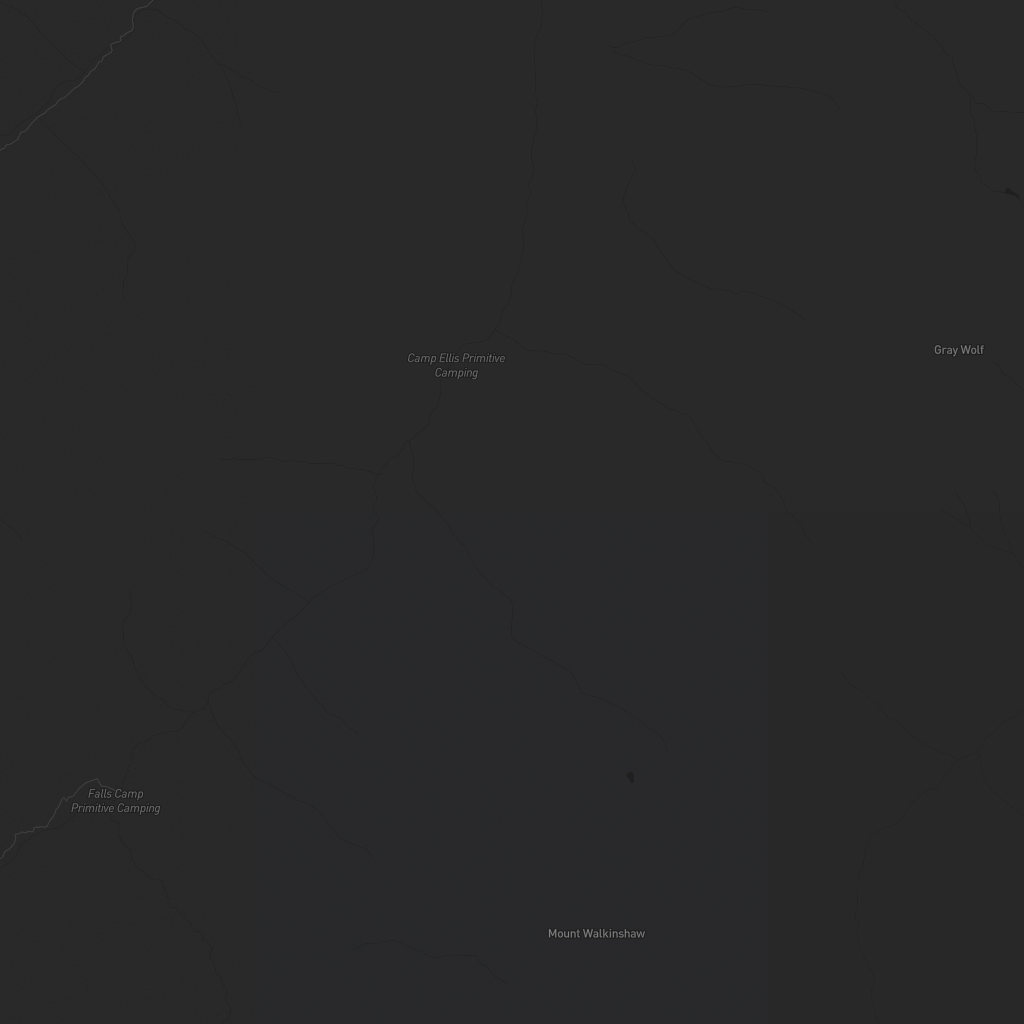 Gray Wolf
Camp Ellis Primitive
Camping
Falls Camp
Primitive Camping
Mount Walkinshaw